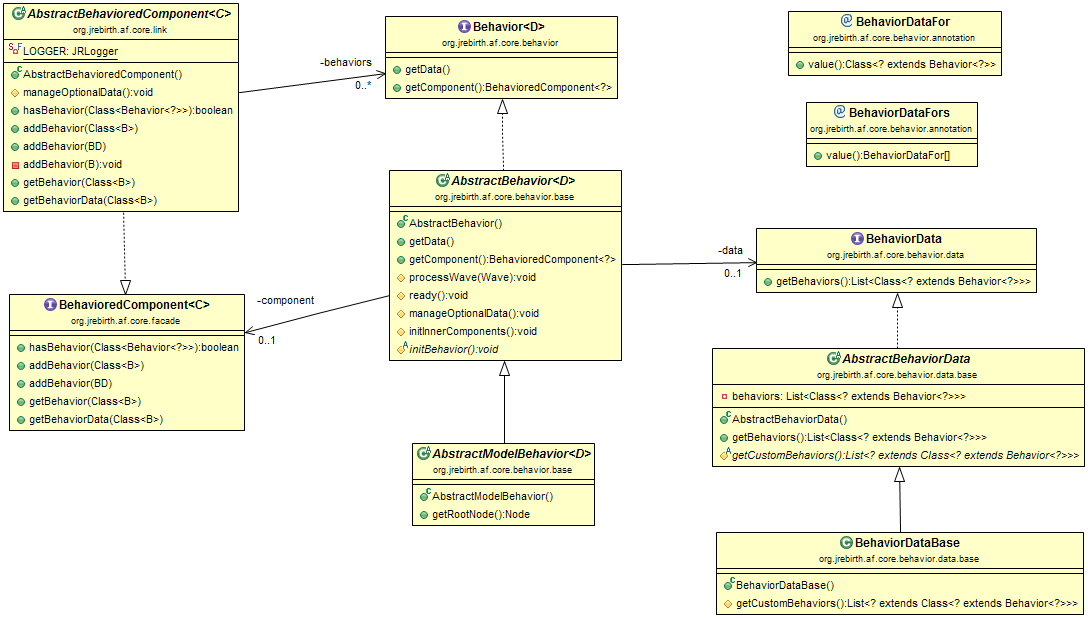 AbstractBehavioredComponent<C>
org.jrebirth.af.core.link
LOGGER: JRLogger
AbstractBehavioredComponent()
manageOptionalData():void
hasBehavior(Class<Behavior<?>>):boolean
addBehavior(Class<B>)
addBehavior(BD)
addBehavior(B):void
getBehavior(Class<B>)
getBehaviorData(Class<B>)
-behaviors
0..*
Behavior<D>
org.jrebirth.af.core.behavior
getData()
getComponent():BehavioredComponent<?>
BehaviorDataFor
org.jrebirth.af.core.behavior.annotation
value():Class<? extends Behavior<?>>
BehaviorDataFors
org.jrebirth.af.core.behavior.annotation
value():BehaviorDataFor[]
AbstractBehavior<D>
org.jrebirth.af.core.behavior.base
AbstractBehavior()
getData()
getComponent():BehavioredComponent<?>
processWave(Wave):void
ready():void
manageOptionalData():void
initInnerComponents():void
initBehavior():void
-data
0..1
BehaviorData
org.jrebirth.af.core.behavior.data
getBehaviors():List<Class<? extends Behavior<?>>>
BehavioredComponent<C>
org.jrebirth.af.core.facade
hasBehavior(Class<Behavior<?>>):boolean
addBehavior(Class<B>)
addBehavior(BD)
getBehavior(Class<B>)
getBehaviorData(Class<B>)
-component
0..1
AbstractBehaviorData
org.jrebirth.af.core.behavior.data.base
behaviors: List<Class<? extends Behavior<?>>>
AbstractBehaviorData()
getBehaviors():List<Class<? extends Behavior<?>>>
getCustomBehaviors():List<? extends Class<? extends Behavior<?>>>
AbstractModelBehavior<D>
org.jrebirth.af.core.behavior.base
AbstractModelBehavior()
getRootNode():Node
BehaviorDataBase
org.jrebirth.af.core.behavior.data.base
BehaviorDataBase()
getCustomBehaviors():List<? extends Class<? extends Behavior<?>>>